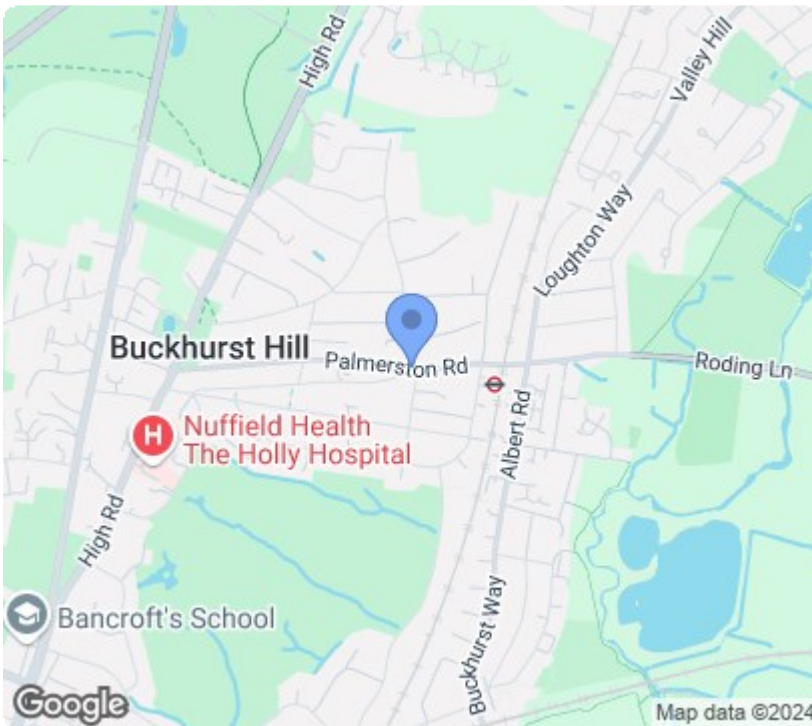 High Rd
Valley Hill
Loughton Way
Buckhurst Hill
Palmerston Rd
Roding Ln
H
Nuffield Health
The Holly Hospital
Albert Rd
High Rd
Bancroft's School
Buckhurst Way
Google
Map data ©2024